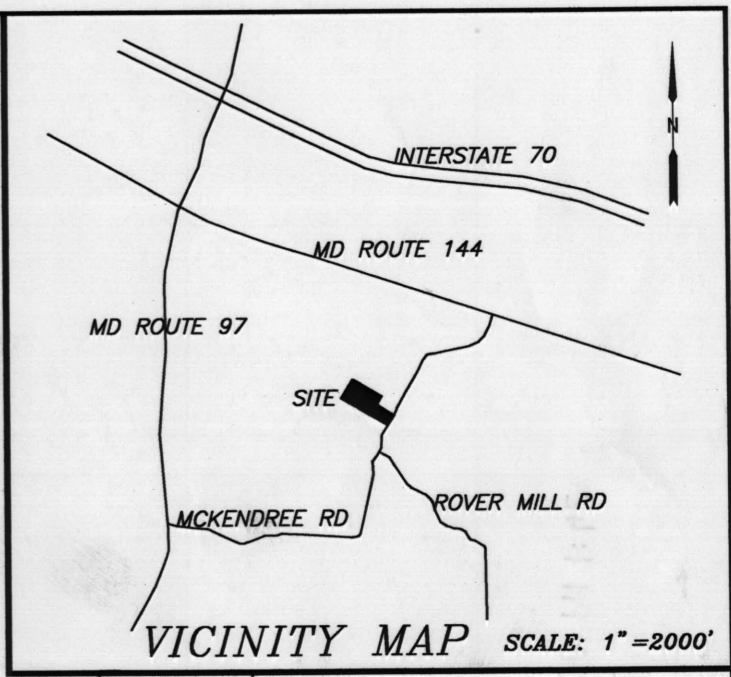 N
INTERSTATE 70
MD ROUTE 144
MD ROUTE 97
SITE
ROVER MILL RD
MCKENDREE RD
VICINITY MAP
SCALE: 1"=2000'